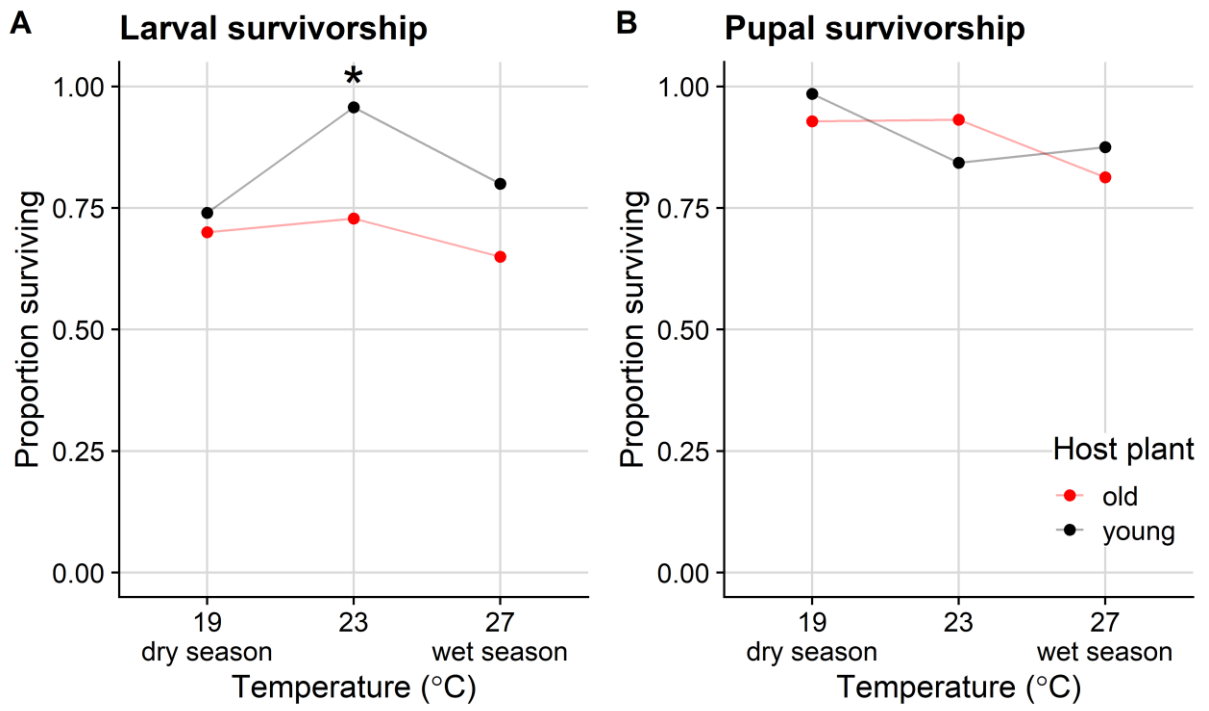 A Larval survivorship
*
1.00
0.75
0.50
0.25
0.00
Proportion surviving
19 23 27
dry season wet season
Temperature (°C)
B Pupal survivorship
1.00
0.75
0.50
0.25
0.00
Proportion surviving
Host plant
old
young
19 23 27
dry season wet season
Temperature (°C)